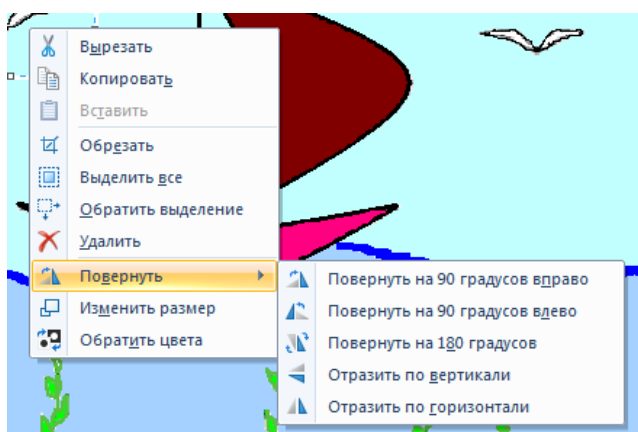 Вырезать
Копировать
Вставить
Обрезать
Выделить все
Обратить выделение
Удалить
Повернуть
Изменить размер
Обратить цвета
Повернуть на 90 градусов вправо
Повернуть на 90 градусов влево
Повернуть на 180 градусов
Отразить по вертикали
Отразить по горизонтали